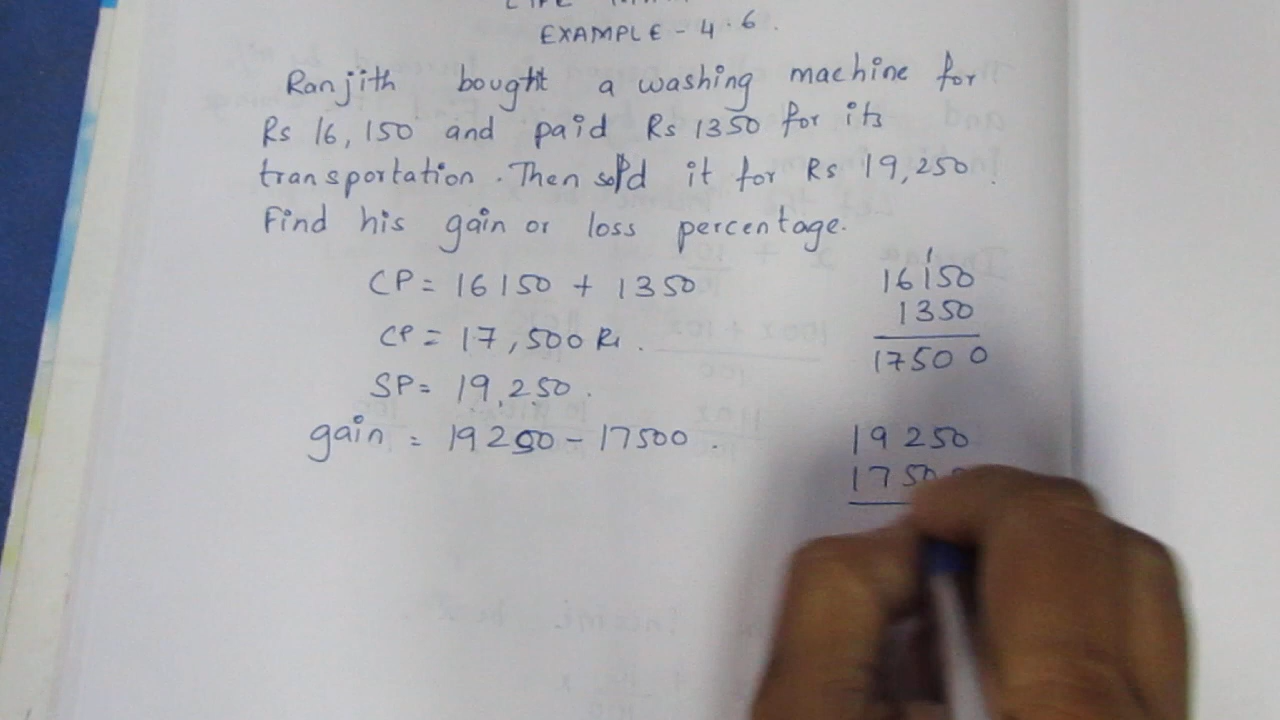 EXAMPLE - 4.6.
Ranjith bought a washing machine for
Rs 16,150 and paid Rs 1350 for its
transportation. Then sold it for Rs 19,250.
Find his gain or loss percentage.
CP = 16150 + 1350
CP = 17,500 Rs.
SP = 19,250.
gain = 19250 - 17500.
1
16150
1350
17500
19250
1750